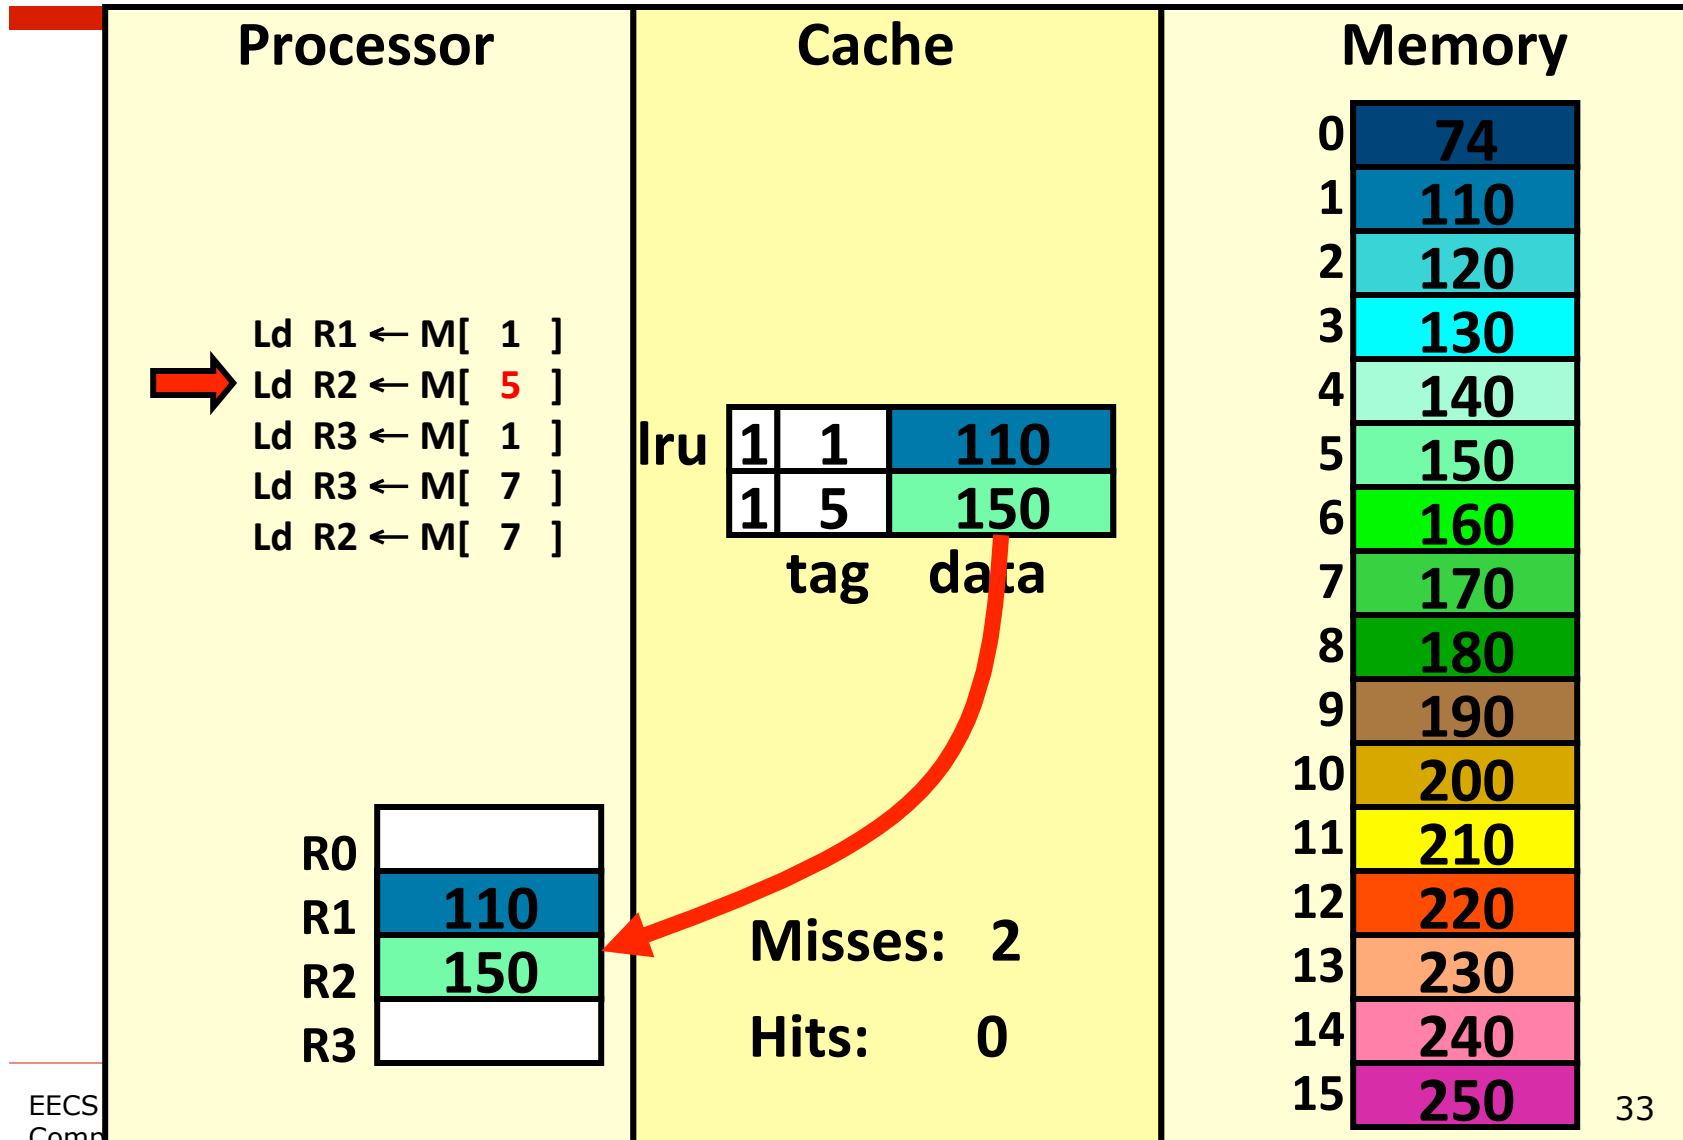 Processor
Ld R1 ← M[ 1 ]
Ld R2 ← M[ 5 ]
Ld R3 ← M[ 1 ]
Ld R3 ← M[ 7 ]
Ld R2 ← M[ 7 ]
R0
R1 110
R2 150
R3
Cache
lru 1 1 110
1 5 150
tag data
Misses: 2
Hits: 0
Memory
0 74
1 110
2 120
3 130
4 140
5 150
6 160
7 170
8 180
9 190
10 200
11 210
12 220
13 230
14 240
15 250
EECS
33